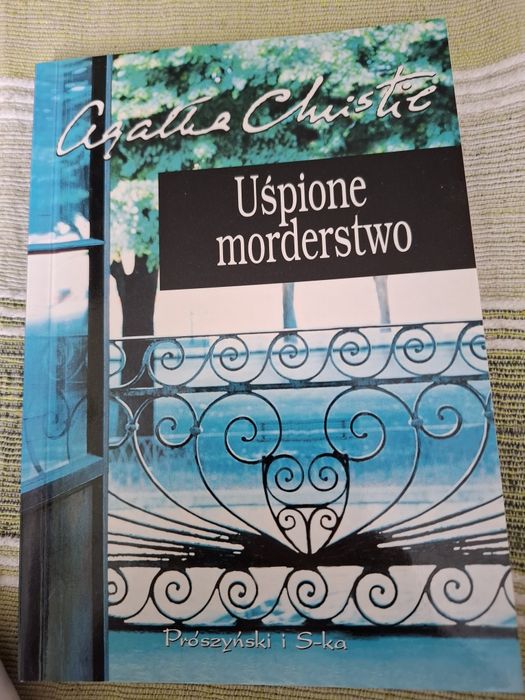 Agatha Christie
Uśpione
morderstwo
Prószyński i S-ka